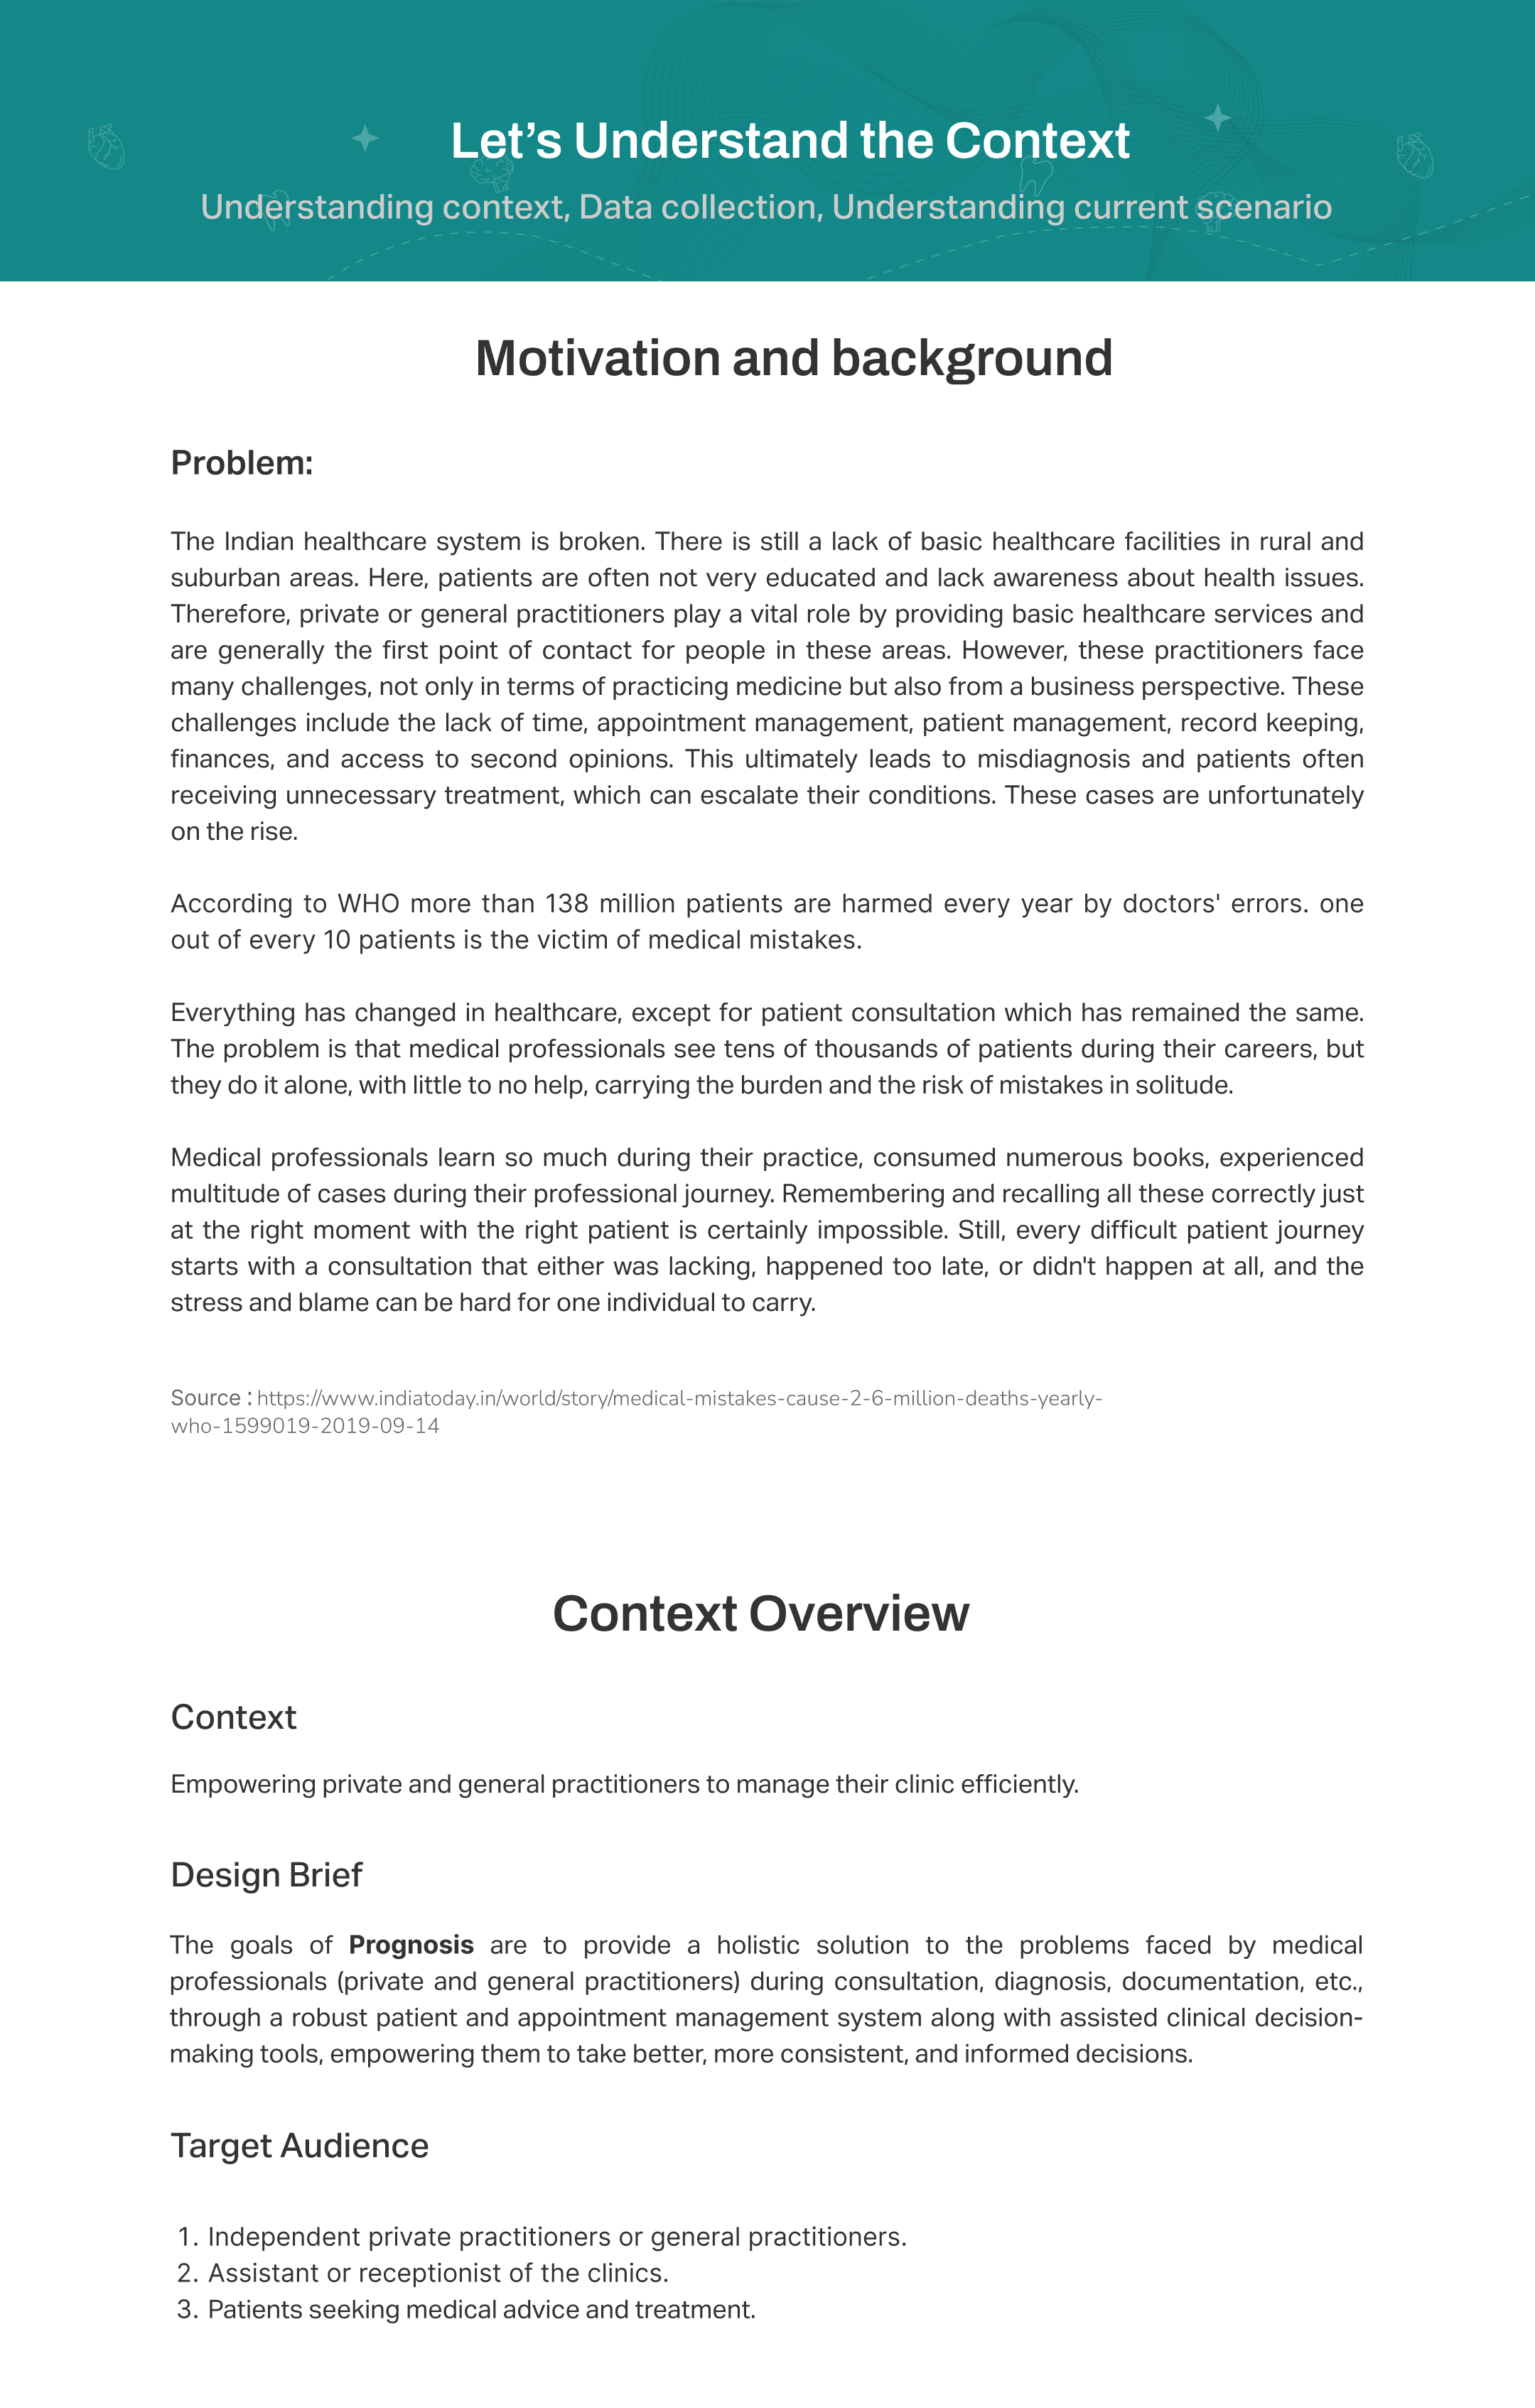 Let’s Understand the Context
Understanding context, Data collection, Understanding current scenario
Motivation and background
Problem:
The Indian healthcare system is broken. There is still a lack of basic healthcare facilities in rural and
suburban areas. Here, patients are often not very educated and lack awareness about health issues.
Therefore, private or general practitioners play a vital role by providing basic healthcare services and
are generally the first point of contact for people in these areas. However, these practitioners face
many challenges, not only in terms of practicing medicine but also from a business perspective. These
challenges include the lack of time, appointment management, patient management, record keeping,
finances, and access to second opinions. This ultimately leads to misdiagnosis and patients often
receiving unnecessary treatment, which can escalate their conditions. These cases are unfortunately
on the rise.
According to WHO more than 138 million patients are harmed every year by doctors' errors. one
out of every 10 patients is the victim of medical mistakes.
Everything has changed in healthcare, except for patient consultation which has remained the same.
The problem is that medical professionals see tens of thousands of patients during their careers, but
they do it alone, with little to no help, carrying the burden and the risk of mistakes in solitude.
Medical professionals learn so much during their practice, consumed numerous books, experienced
multitude of cases during their professional journey. Remembering and recalling all these correctly just
at the right moment with the right patient is certainly impossible. Still, every difficult patient journey
starts with a consultation that either was lacking, happened too late, or didn't happen at all, and the
stress and blame can be hard for one individual to carry.
Source : https://www.indiatoday.in/world/story/medical-mistakes-cause-2-6-million-deaths-yearly-
who-1599019-2019-09-14
Context Overview
Context
Empowering private and general practitioners to manage their clinic efficiently.
Design Brief
The goals of Prognosis are to provide a holistic solution to the problems faced by medical
professionals (private and general practitioners) during consultation, diagnosis, documentation, etc.,
through a robust patient and appointment management system along with assisted clinical decision-
making tools, empowering them to take better, more consistent, and informed decisions.
Target Audience
1. Independent private practitioners or general practitioners.
2. Assistant or receptionist of the clinics.
3. Patients seeking medical advice and treatment.